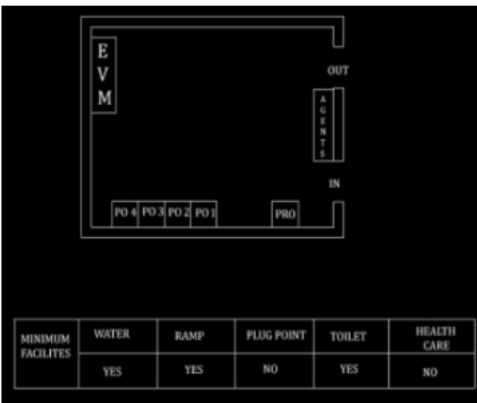 E
V
M
OUT
A
G
E
N
T
S
IN
PO 4 PO 3 PO 2 PO 1 PRO
MINIMUM FACILITES
WATER RAMP PLUG POINT TOILET HEALTH CARE
YES YES NO YES NO